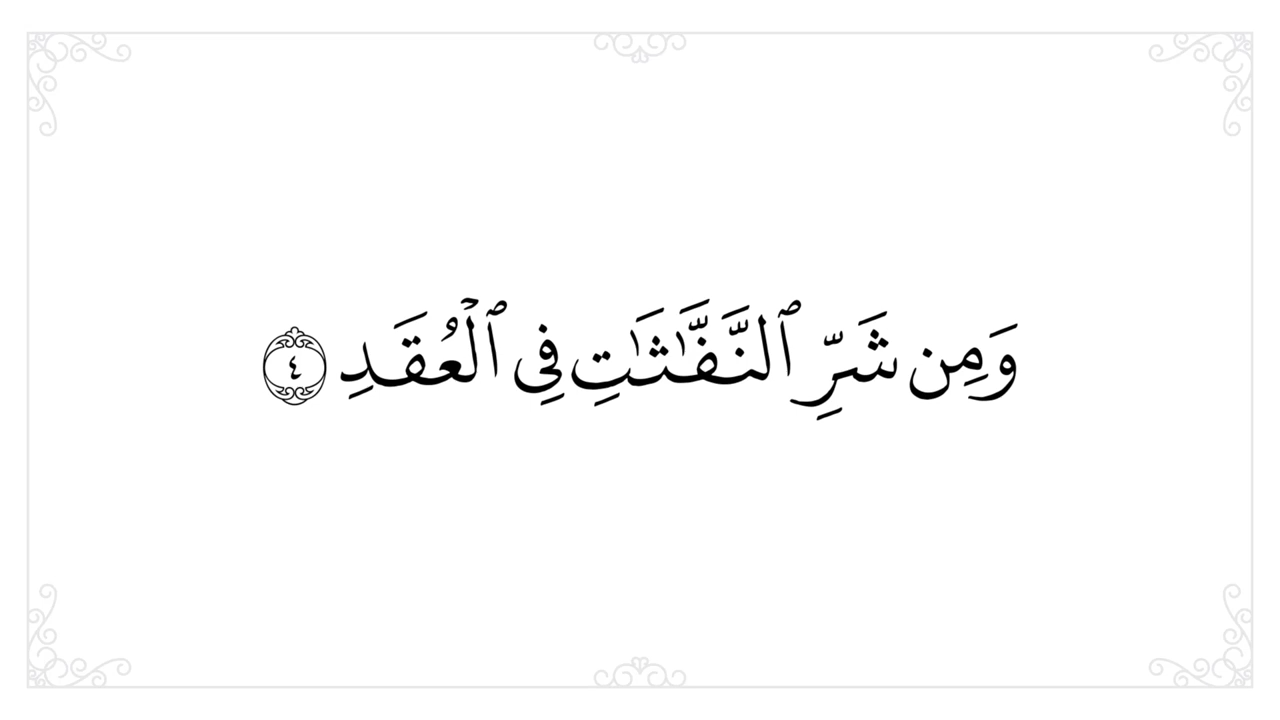 وَمِن شَرِّ ٱلنَّفَّٰثَٰتِ فِى ٱلْعُقَدِ ٤